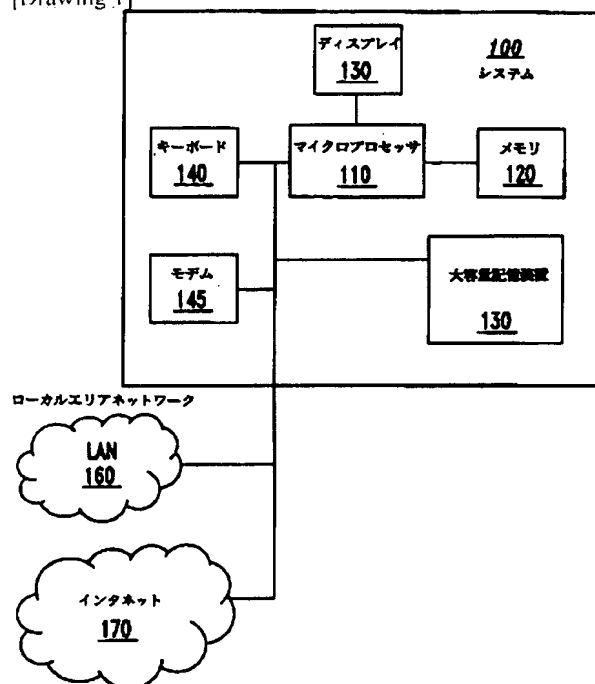 [Drawing 1]
ディスプレイ
130
100
システム
キーボード
140
マイクロプロセッサ
110
メモリ
120
モデム
145
大容量記憶装置
130
ローカルエリアネットワーク
LAN
160
インタネット
170